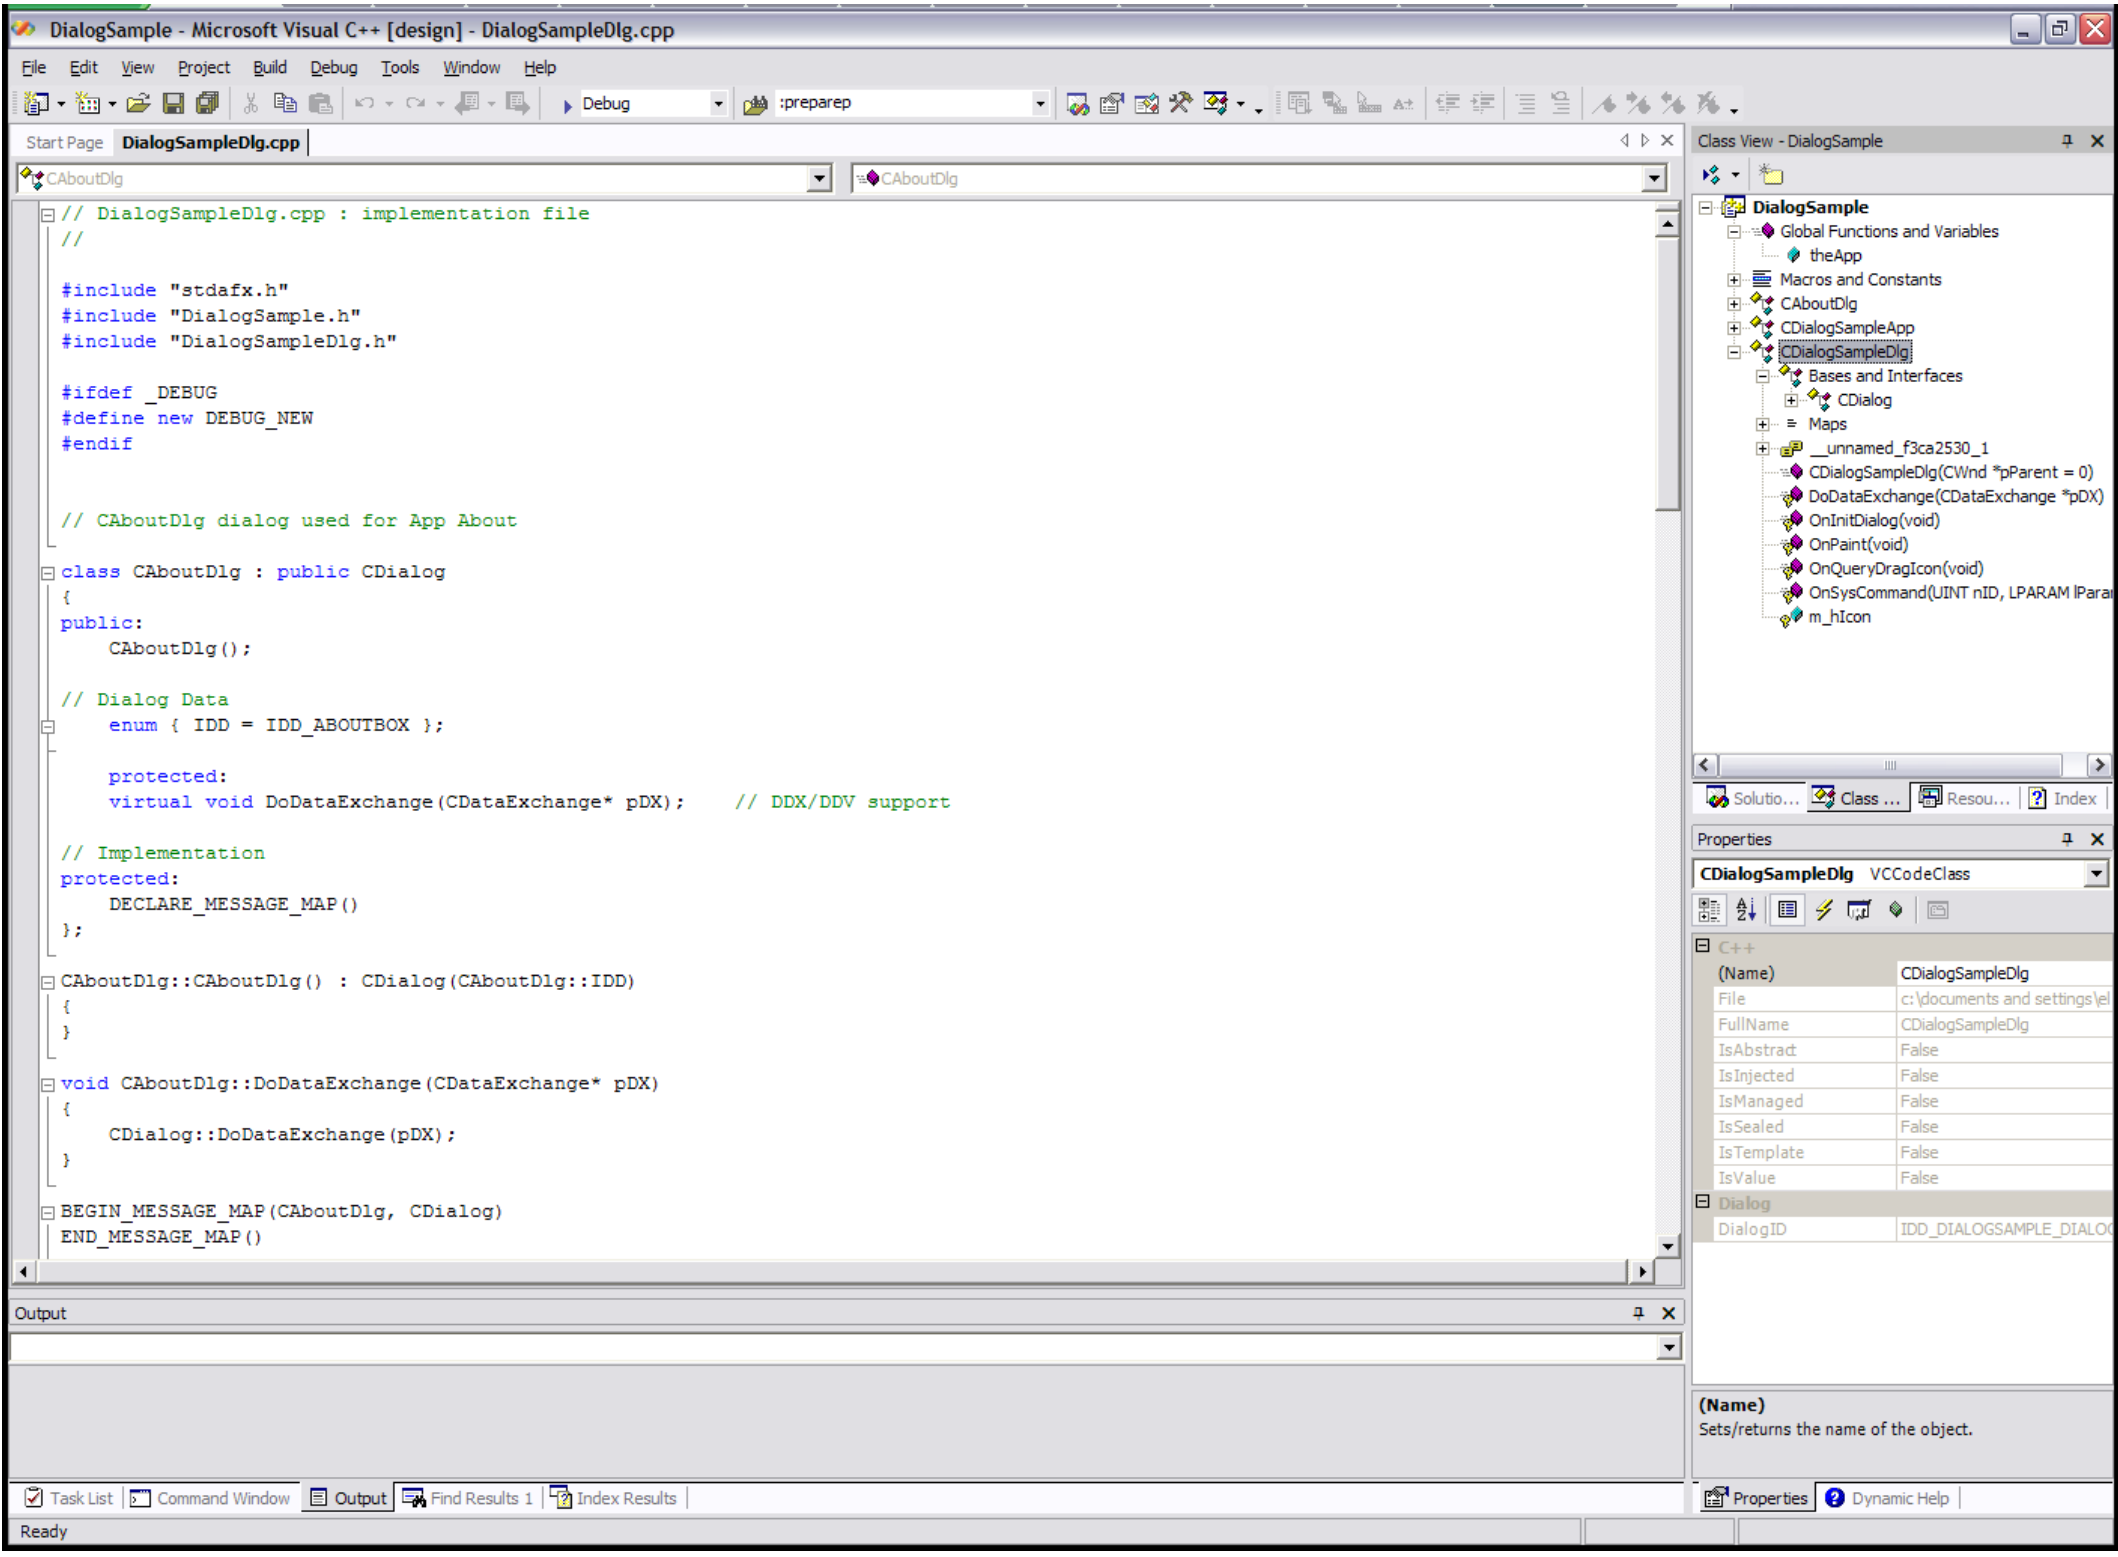 DialogSample - Microsoft Visual C++ [design] - DialogSampleDlg.cpp
File Edit View Project Build Debug Tools Window Help
Debug :preparep
Start Page DialogSampleDlg.cpp
CAboutDlg CAboutDlg
// DialogSampleDlg.cpp : implementation file
//
#include "stdafx.h"
#include "DialogSample.h"
#include "DialogSampleDlg.h"
#ifdef _DEBUG
#define new DEBUG_NEW
#endif
// CAboutDlg dialog used for App About
class CAboutDlg : public CDialog
{
public:
CAboutDlg();
// Dialog Data
enum { IDD = IDD_ABOUTBOX };
protected:
virtual void DoDataExchange(CDataExchange* pDX);    // DDX/DDV support
// Implementation
protected:
DECLARE_MESSAGE_MAP()
};
CAboutDlg::CAboutDlg() : CDialog(CAboutDlg::IDD)
{
}
void CAboutDlg::DoDataExchange(CDataExchange* pDX)
{
CDialog::DoDataExchange(pDX);
}
BEGIN_MESSAGE_MAP(CAboutDlg, CDialog)
END_MESSAGE_MAP()
Output
Task List Command Window Output Find Results 1 Index Results
Ready
Class View - DialogSample
DialogSample
Global Functions and Variables
theApp
Macros and Constants
CAboutDlg
CDialogSampleApp
CDialogSampleDlg
Bases and Interfaces
CDialog
Maps
__unnamed_f3ca2530_1
CDialogSampleDlg(CWnd *pParent = 0)
DoDataExchange(CDataExchange *pDX)
OnInitDialog(void)
OnPaint(void)
OnQueryDragIcon(void)
OnSysCommand(UINT nID, LPARAM lParar
m_hIcon
Solutio... Class ... Resou... Index
Properties
CDialogSampleDlg VCCodeClass
C++
(Name) CDialogSampleDlg
File c:\documents and settings\el
FullName CDialogSampleDlg
IsAbstract False
IsInjected False
IsManaged False
IsSealed False
IsTemplate False
IsValue False
Dialog
DialogID IDD_DIALOGSAMPLE_DIALOG
(Name)
Sets/returns the name of the object.
Properties Dynamic Help